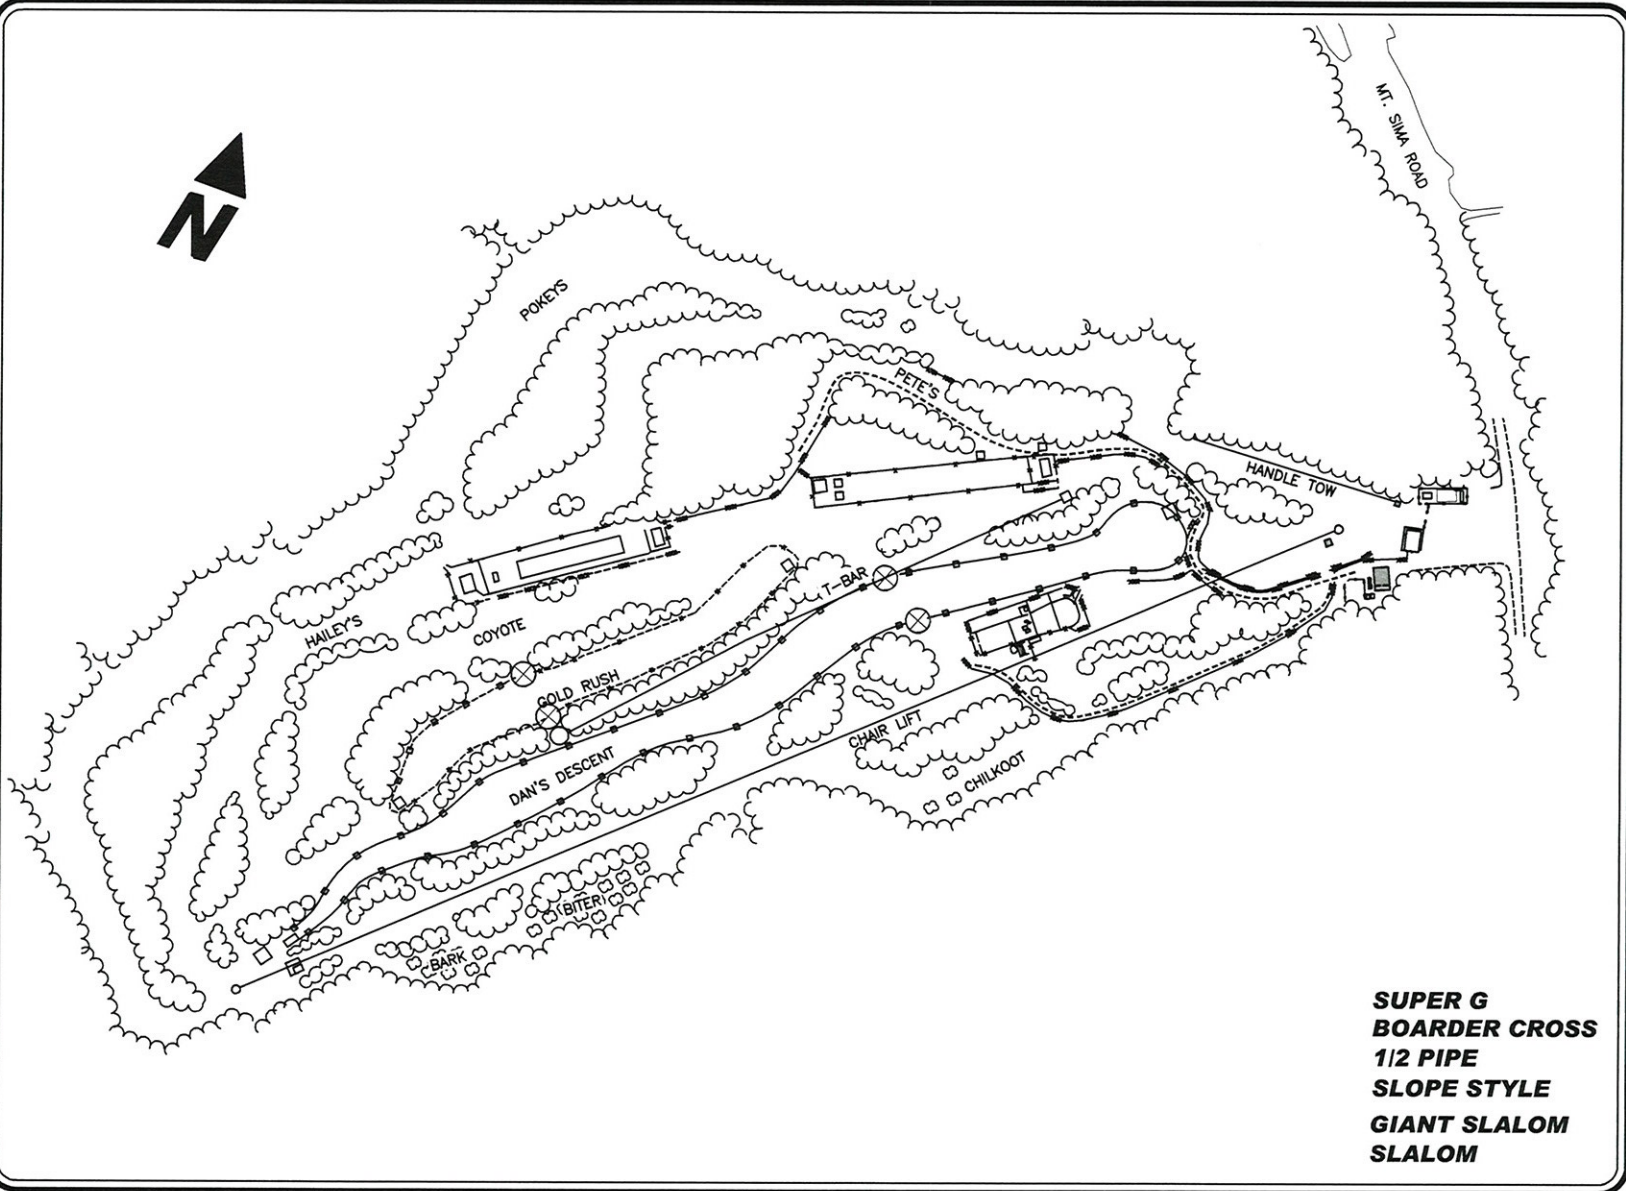 MT. SIMA ROAD
N
POKEYS
PETE'S
HANDLE TOW
T-BAR
HAILEY'S
COYOTE
GOLD RUSH
CHAIR LIFT
DAN'S DESCENT
CHILKOOT
(BITER)
BARK
SUPER G
BOARDER CROSS
1/2 PIPE
SLOPE STYLE
GIANT SLALOM
SLALOM